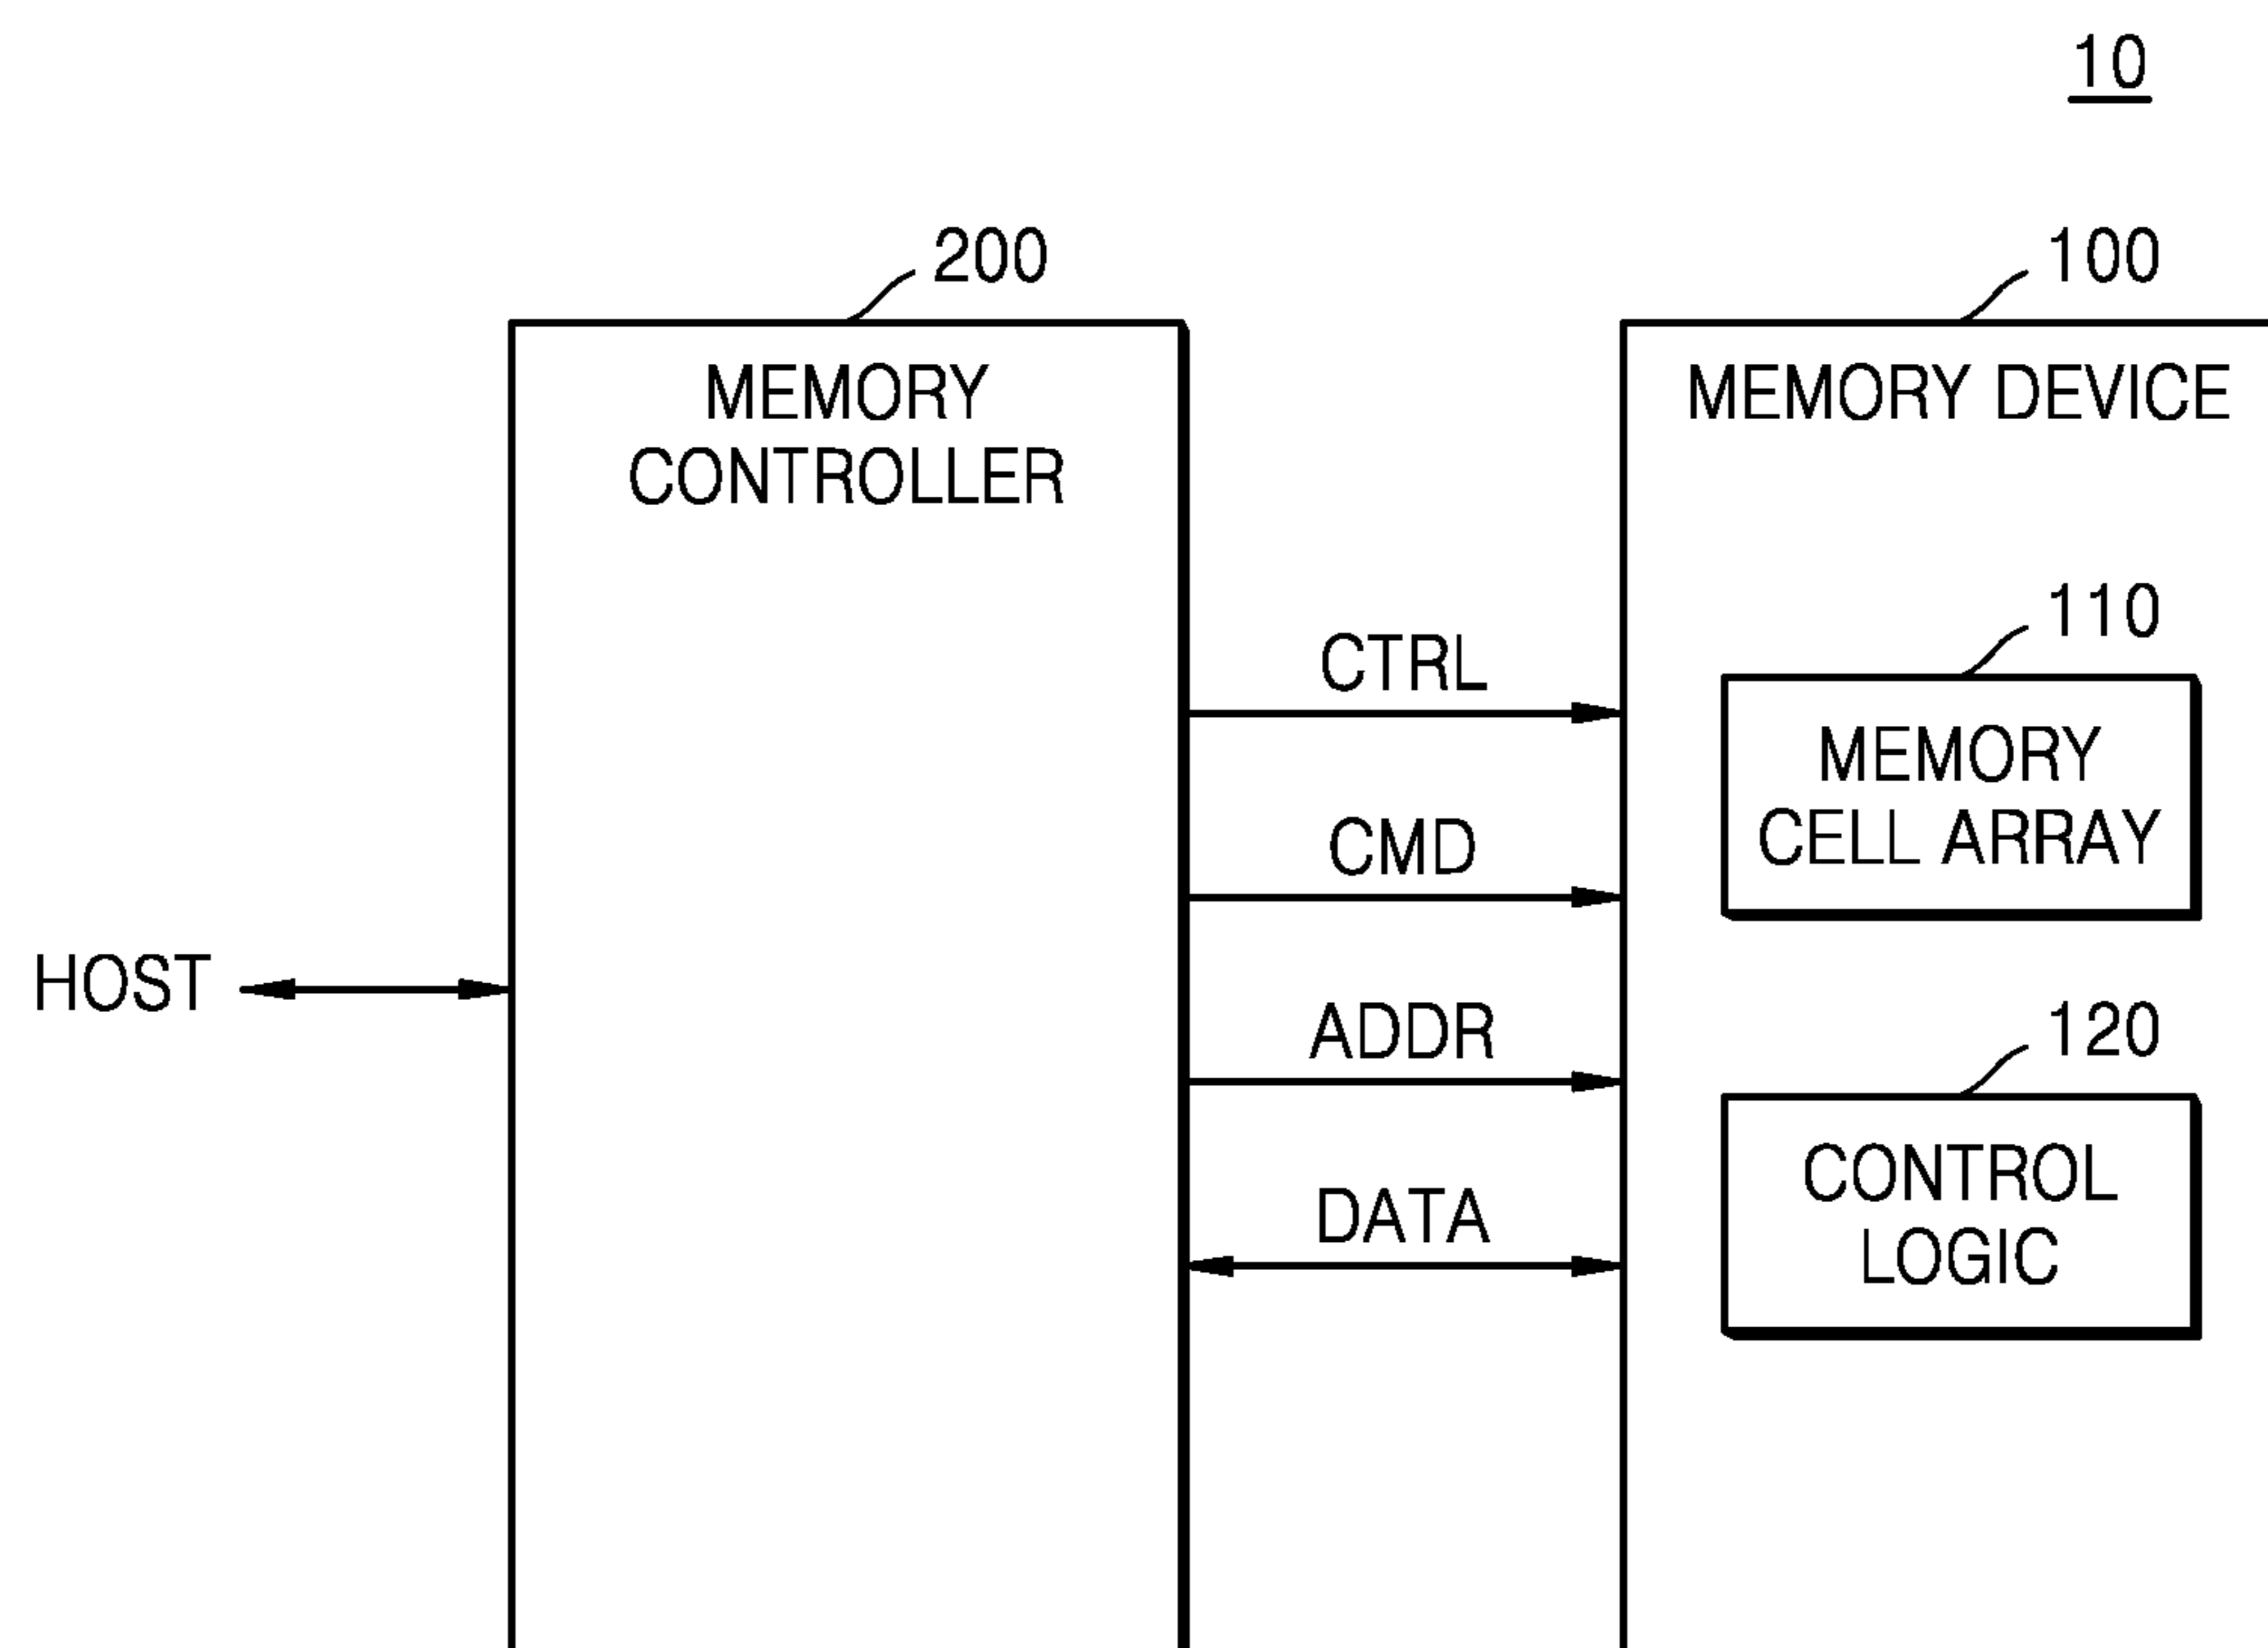 10
200
100
MEMORY
CONTROLLER
MEMORY DEVICE
110
CTRL
MEMORY
CELL ARRAY
CMD
HOST
ADDR
120
CONTROL
LOGIC
DATA